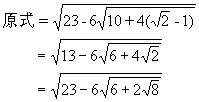 原式 = √(23-6√(10+4(√2-1)))
= √(13-6√(6+4√2))
= √(23-6√(6+2√8))